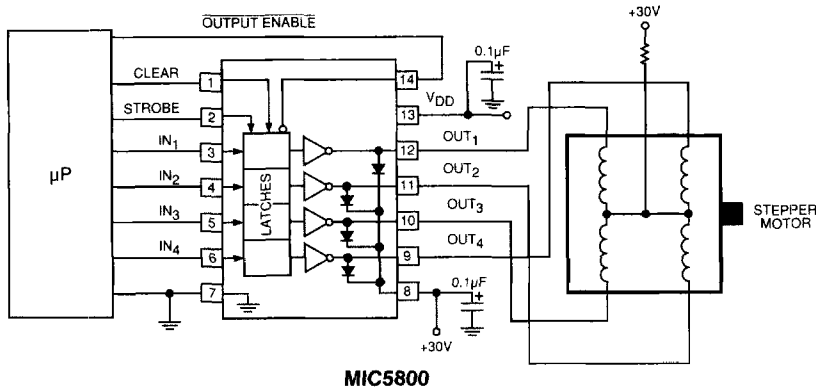 OUTPUT ENABLE
+30V
0.1µF
+
CLEAR
1
14
STROBE
2
VDD
13
IN1
3
12
OUT1
µP
IN2
4
LATCHES
11
OUT2
IN3
5
10
OUT3
STEPPER
MOTOR
IN4
6
9
OUT4
7
8
0.1µF
+
+30V
MIC5800